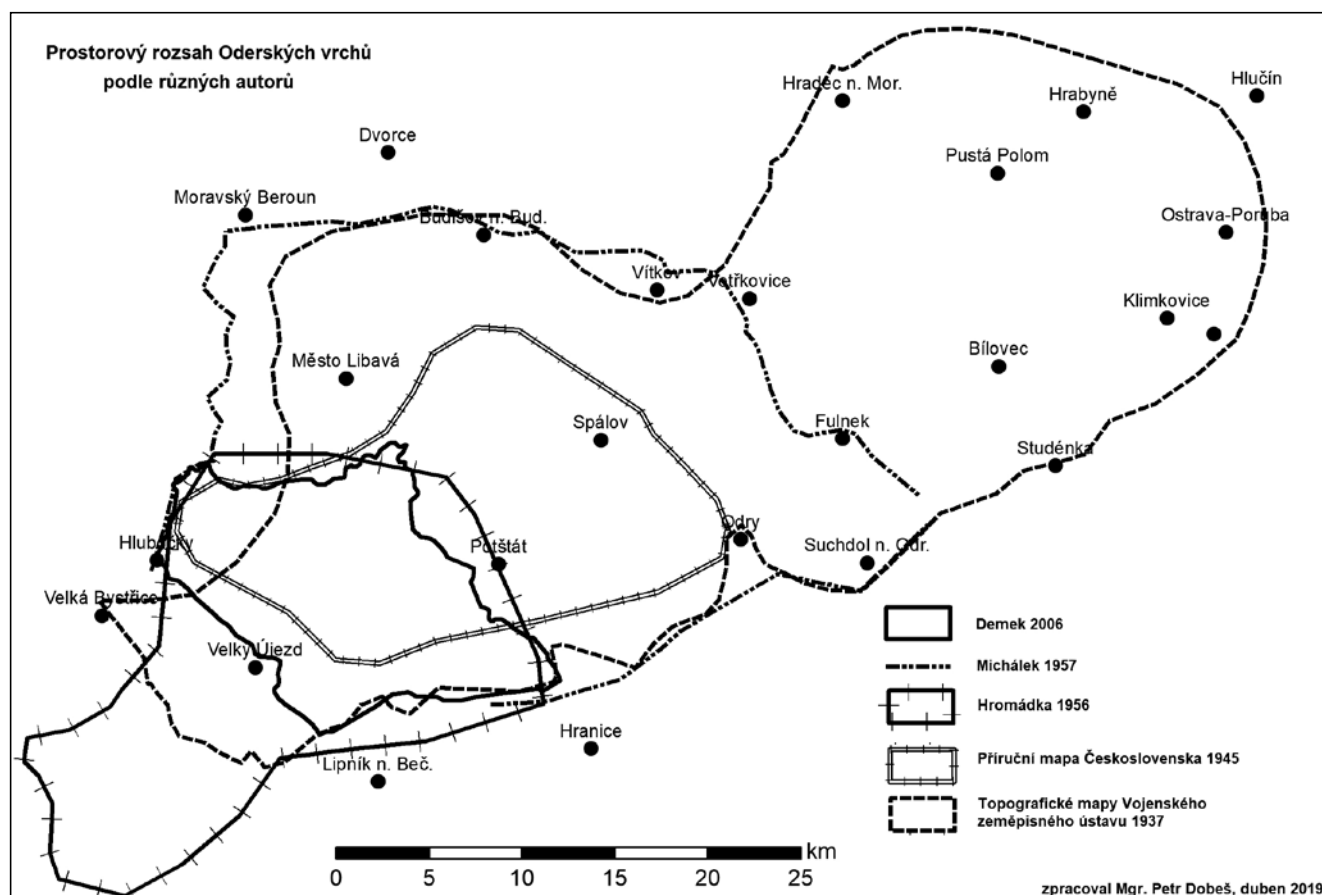 Prostorový rozsah Oderských vrchů
podle různých autorů
Hradec n. Mor.
Hlučín
Hrabyně
Dvorce
Pustá Polom
Moravský Beroun
Ostrava-Poruba
Budišov n. Bud.
Vítkov
Větřkovice
Klimkovice
Město Libavá
Bílovec
Spálov
Fulnek
Studénka
Odry
Hlubočky
Potštát
Suchdol n. Odr.
Velká Bystřice
Velký Újezd
Hranice
Lipník n. Beč.
Demek 2006
Michálek 1957
Hromádka 1956
Příruční mapa Československa 1945
Topografické mapy Vojenského
zeměpisného ústavu 1937
km
0 5 10 15 20 25
zpracoval Mgr. Petr Dobeš, duben 2019